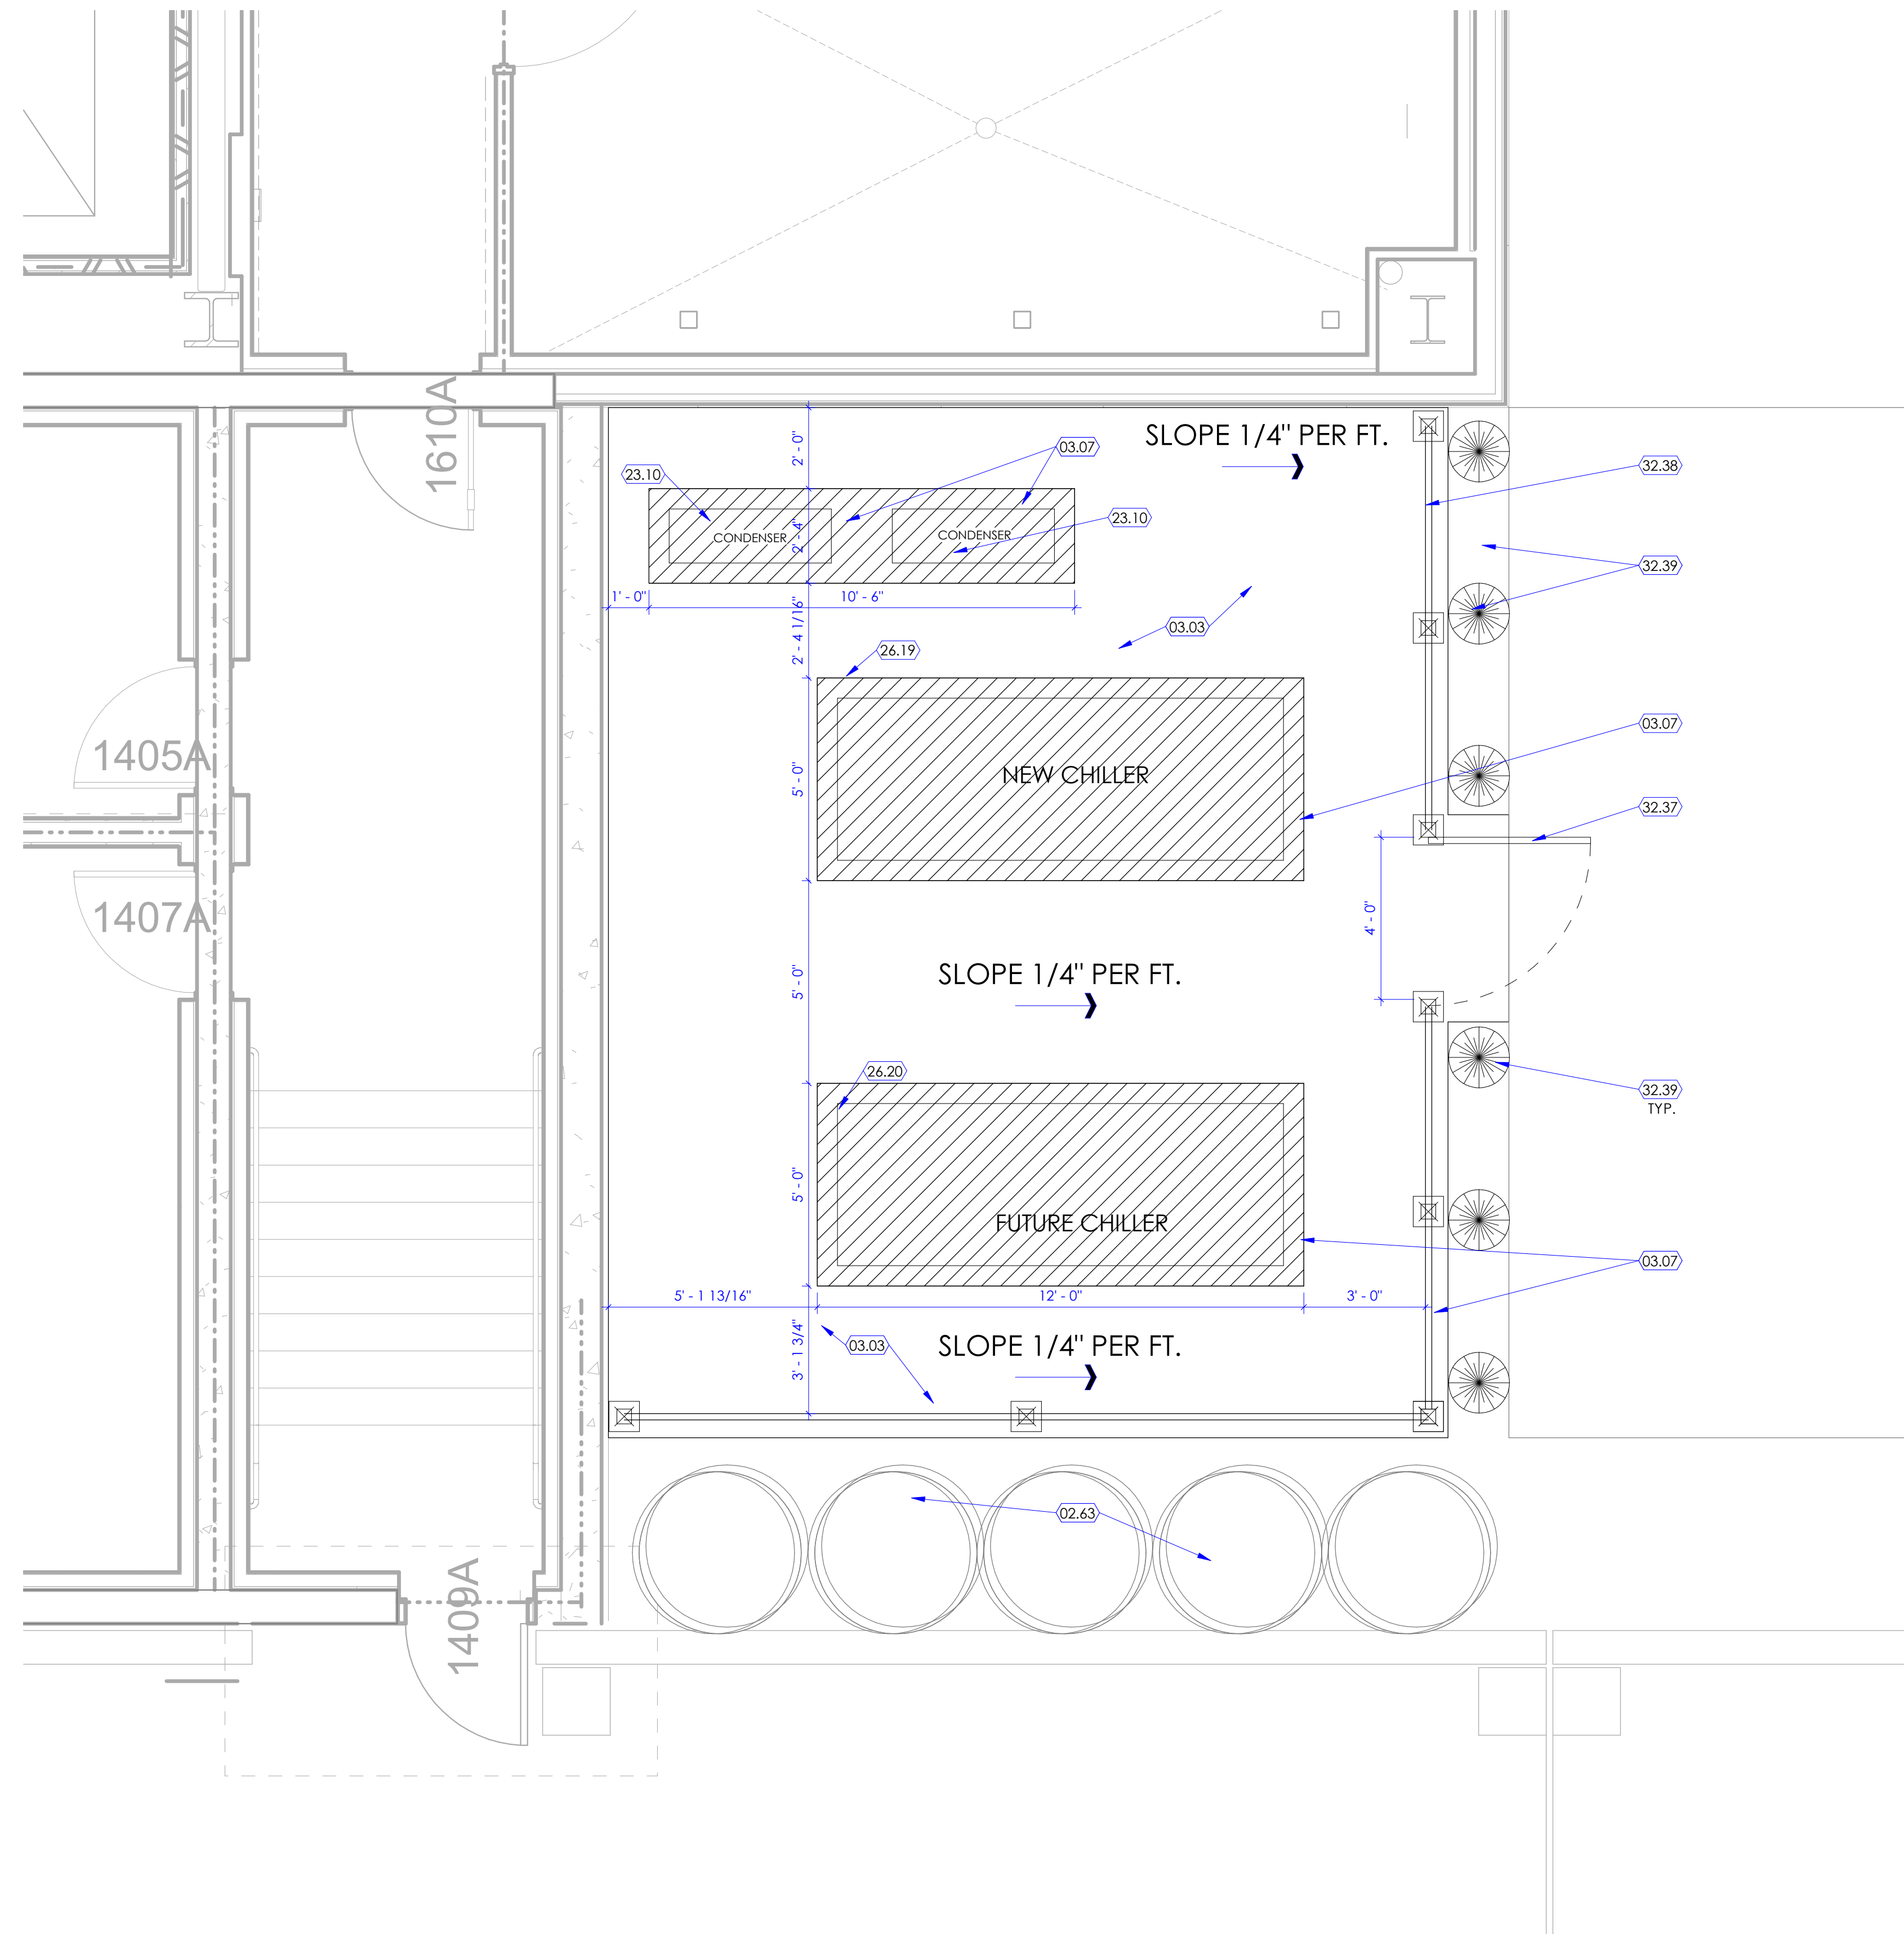 1610A
SLOPE 1/4" PER FT.
2' - 0"
03.07
23.10
32.38
CONDENSER
CONDENSER
2' - 4"
23.10
32.39
1' - 0"
10' - 6"
2' - 4 1/16"
03.03
26.19
03.07
1405A
NEW CHILLER
5' - 0"
32.37
1407A
4' - 0"
SLOPE 1/4" PER FT.
5' - 0"
26.20
32.39
TYP.
5' - 0"
FUTURE CHILLER
03.07
5' - 1 13/16"
12' - 0"
3' - 0"
3' - 1 3/4"
03.03
SLOPE 1/4" PER FT.
02.63
1409A